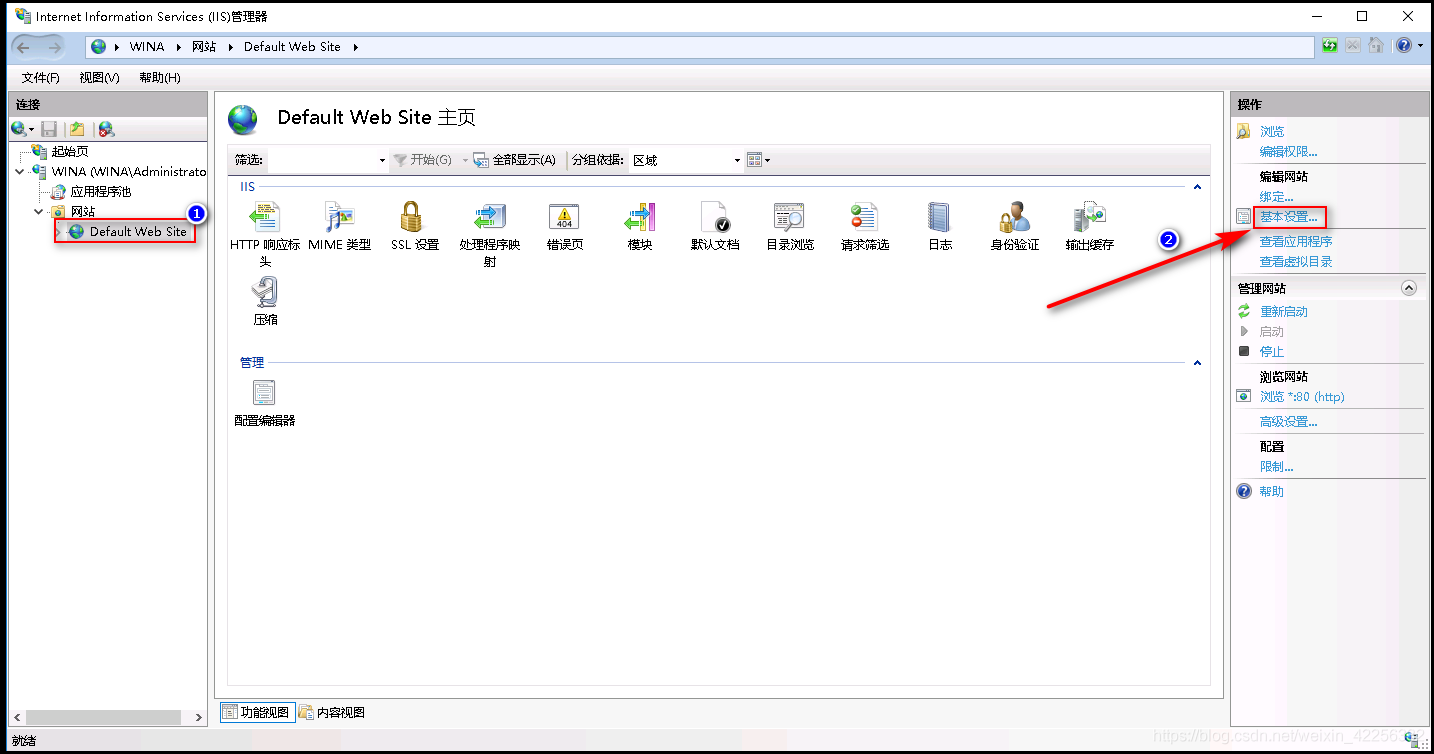 Internet Information Services (IIS)管理器
WINA 网站 Default Web Site
文件(F) 视图(V) 帮助(H)
连接
起始页
WINA (WINA\Administrato
应用程序池
网站
1
Default Web Site
Default Web Site 主页
筛选: 开始(G) 全部显示(A) 分组依据: 区域
IIS
HTTP 响应标头
MIME 类型
SSL 设置
处理程序映射
404
错误页
模块
默认文档
目录浏览
请求筛选
日志
身份验证
输出缓存
压缩
管理
配置编辑器
2
功能视图 内容视图
操作
浏览
编辑权限...
编辑网站
绑定...
基本设置...
查看应用程序
查看虚拟目录
管理网站
重新启动
启动
停止
浏览网站
浏览 *:80 (http)
高级设置...
配置
限制...
帮助
就绪